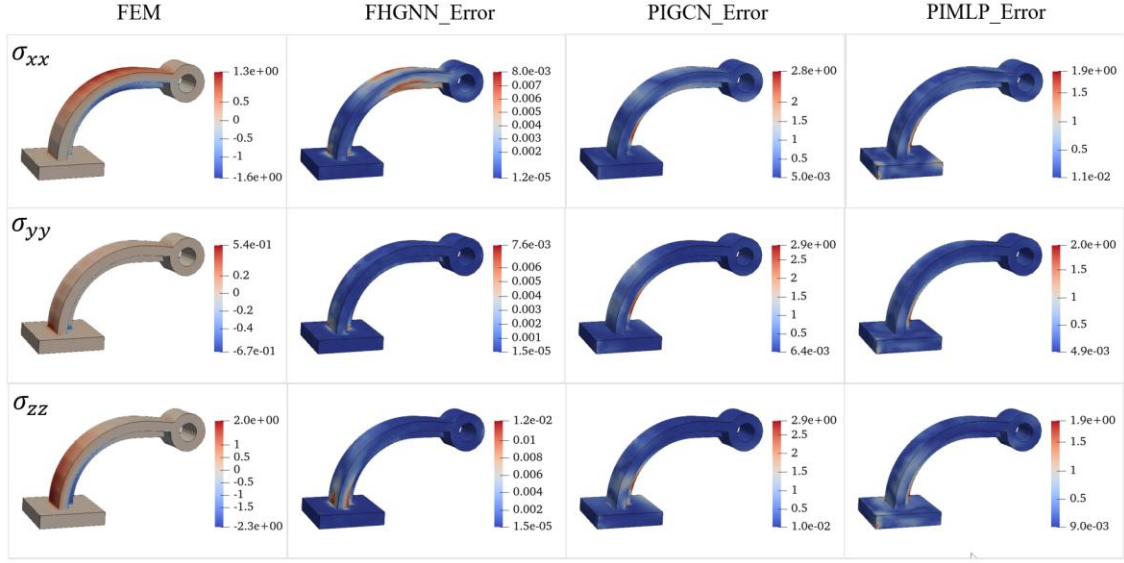 FEM FHGNN_Error PIGCN_Error PIMLP_Error
σxx
1.3e+00
0.5
0
-0.5
-1
-1.6e+00
8.0e-03
0.007
0.006
0.005
0.004
0.003
0.002
1.2e-05
2.8e+00
2
1.5
1
0.5
5.0e-03
1.9e+00
1
0.5
1.1e-02
σyy
5.4e-01
0.2
0
-0.2
-0.4
-6.7e-01
7.6e-03
0.006
0.005
0.004
0.003
0.002
0.001
1.5e-05
2.9e+00
2.5
2
1.5
1
0.5
6.4e-03
2.0e+00
1
0.5
4.9e-03
σzz
2.0e+00
1
0.5
0
-0.5
-1
-1.5
-2.3e+00
1.2e-02
0.01
0.008
0.006
0.004
0.002
1.5e-05
2.9e+00
2.5
2
1.5
1
0.5
1.0e-02
1.9e+00
1
0.5
9.0e-03